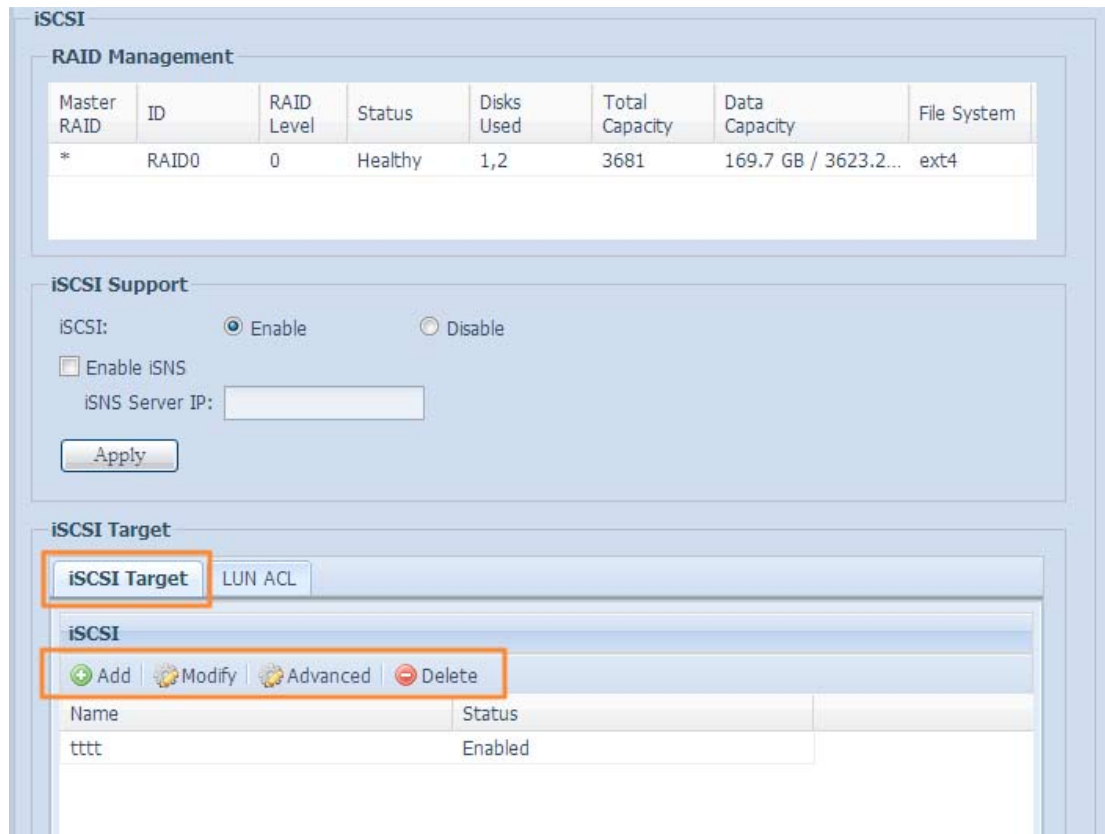 iSCSI
RAID Management
Master RAID ID RAID Level Status Disks Used Total Capacity Data Capacity File System
* RAID0 0 Healthy 1,2 3681 169.7 GB / 3623.2... ext4
iSCSI Support
iSCSI: Enable Disable
Enable iSNS
iSNS Server IP:
Apply
iSCSI Target
iSCSI Target LUN ACL
iSCSI
Add Modify Advanced Delete
Name Status
tttt Enabled